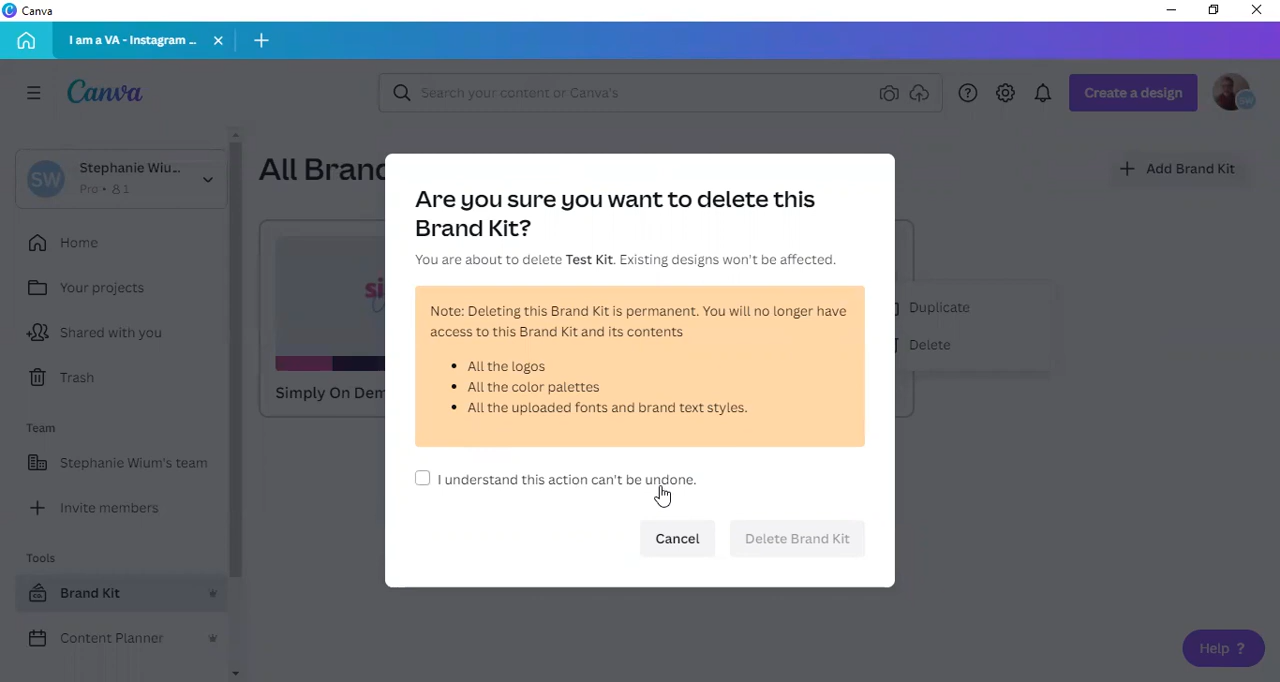 Canva
I am a VA - Instagram ...
Canva
Search your content or Canva's
Create a design
SW
SW
Stephanie Wiu...
Pro • 1
All Brand
Add Brand Kit
Home
Your projects
Shared with you
Trash
Team
Stephanie Wium's team
Invite members
Tools
Brand Kit
Content Planner
Simply On Dem
Duplicate
Delete
Are you sure you want to delete this
Brand Kit?
You are about to delete Test Kit. Existing designs won't be affected.
Note: Deleting this Brand Kit is permanent. You will no longer have
access to this Brand Kit and its contents
• All the logos
• All the color palettes
• All the uploaded fonts and brand text styles.
I understand this action can't be undone.
Cancel
Delete Brand Kit
Help ?